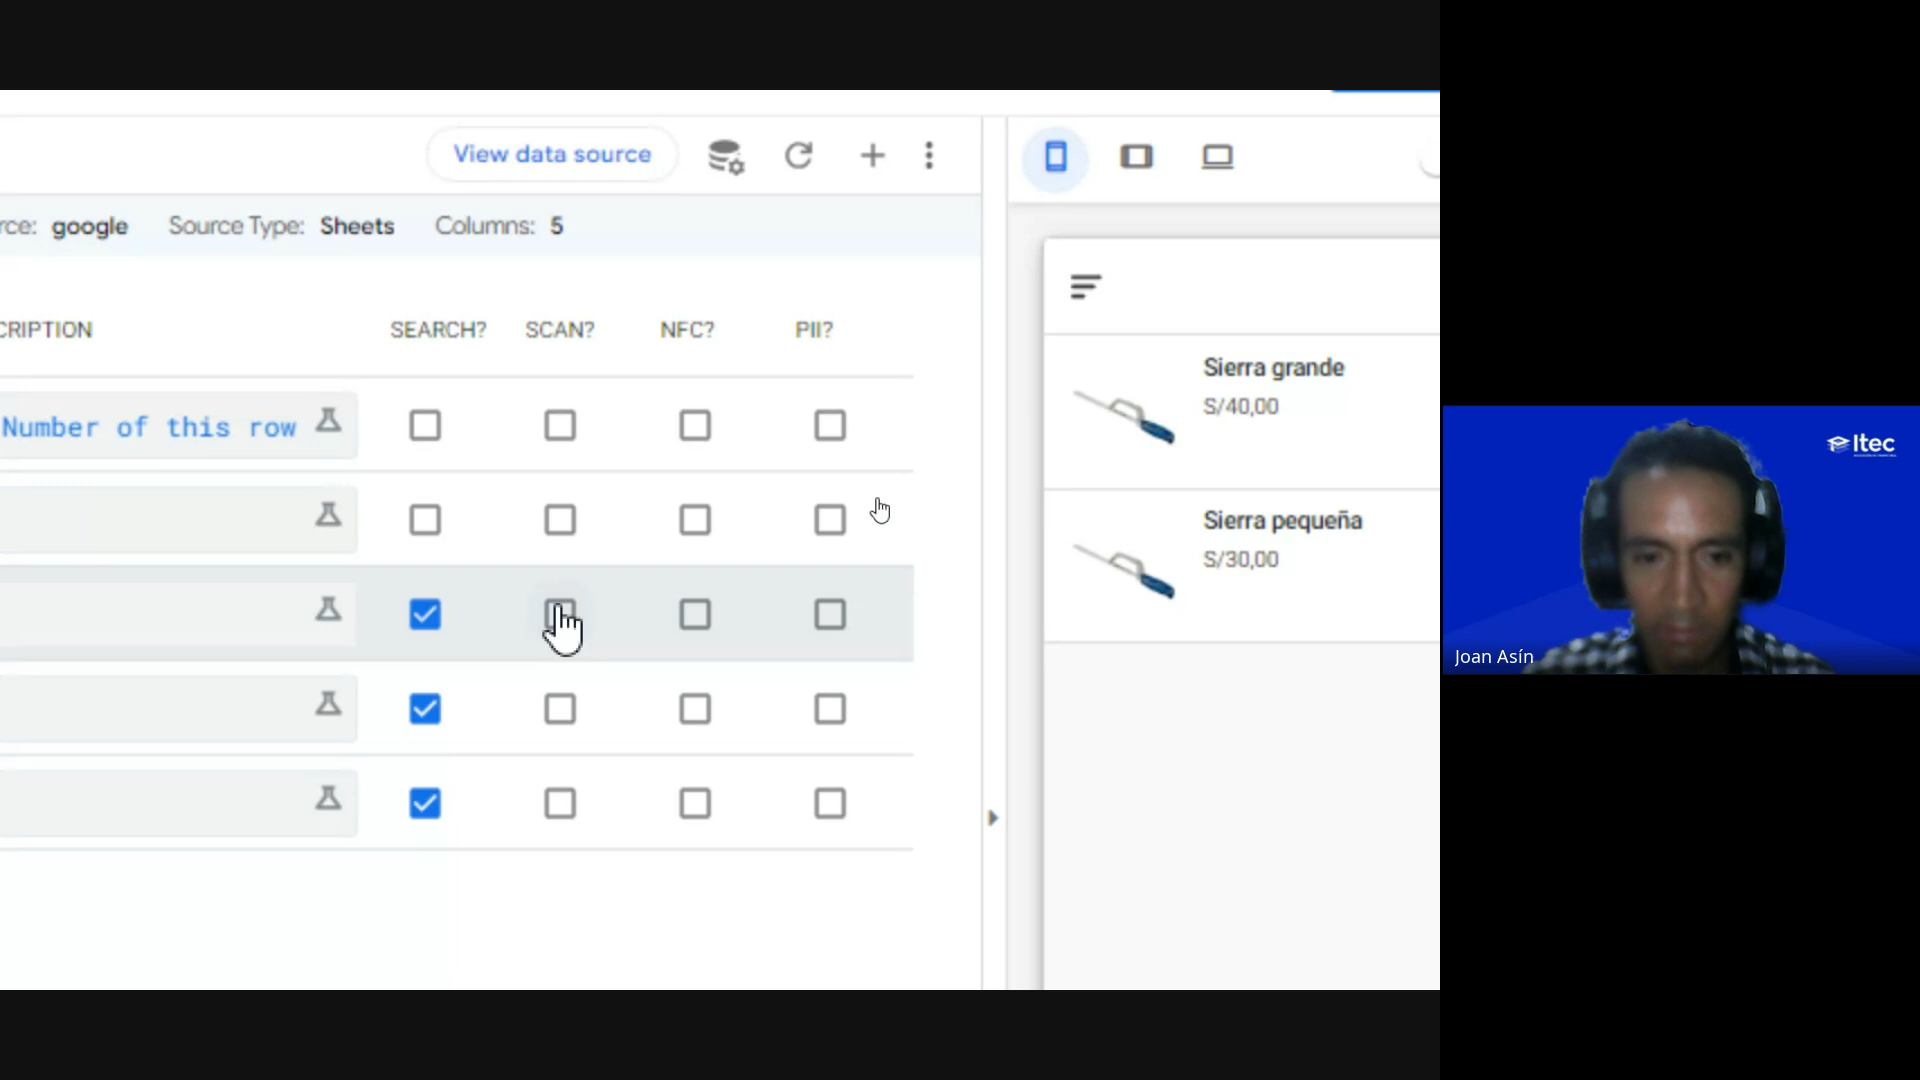 View data source
rce: google Source Type: Sheets Columns: 5
CRIPTION SEARCH? SCAN? NFC? PII?
Number of this row
Sierra grande
S/40,00
Sierra pequeña
S/30,00
Itec
Joan Asín